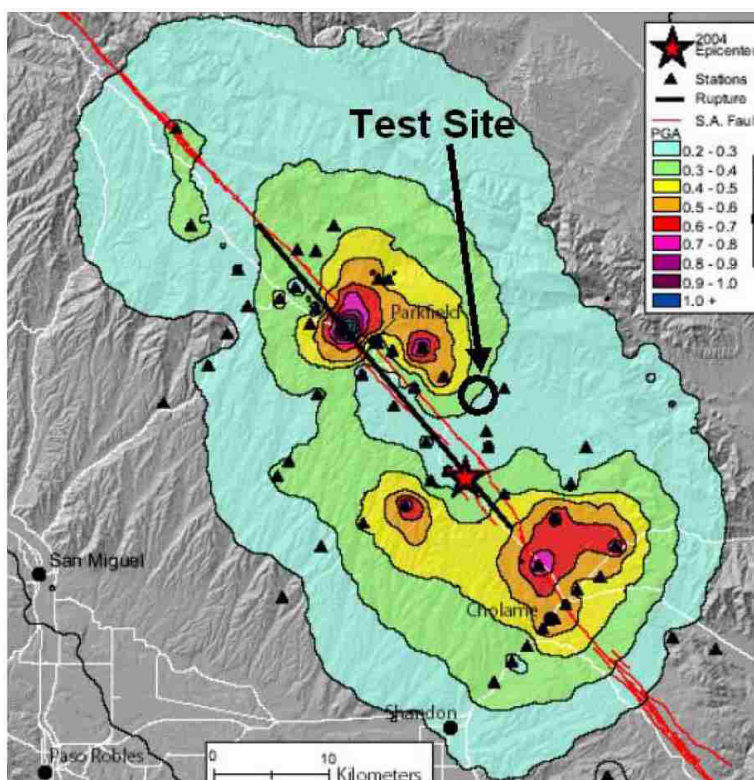 2004
Epicenter
Stations
Rupture
S.A. Faul
PGA
0.2 - 0.3
0.3 - 0.4
0.4 - 0.5
0.5 - 0.6
0.6 - 0.7
0.7 - 0.8
0.8 - 0.9
0.9 - 1.0
1.0 +
Test Site
Parkfield
San Miguel
Cholame
Shandon
Paso Robles
0
10
Kilometers